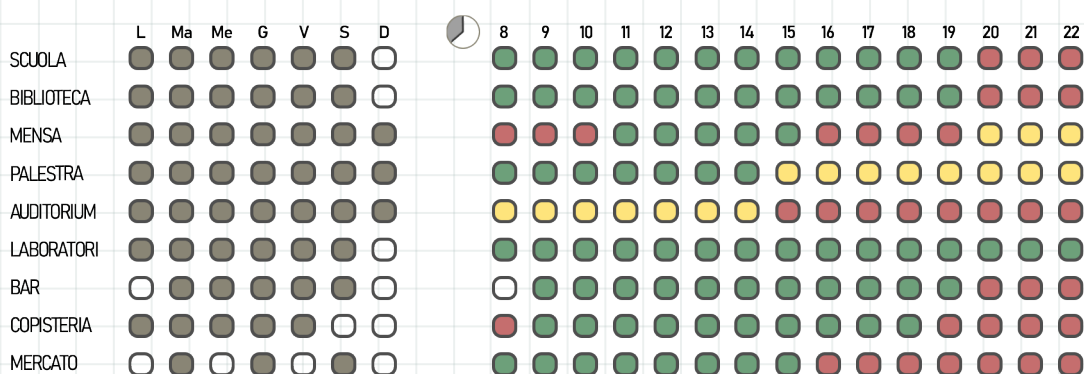 L Ma Me G V S D 8 9 10 11 12 13 14 15 16 17 18 19 20 21 22
SCUOLA
BIBLIOTECA
MENSA
PALESTRA
AUDITORIUM
LABORATORI
BAR
COPISTERIA
MERCATO